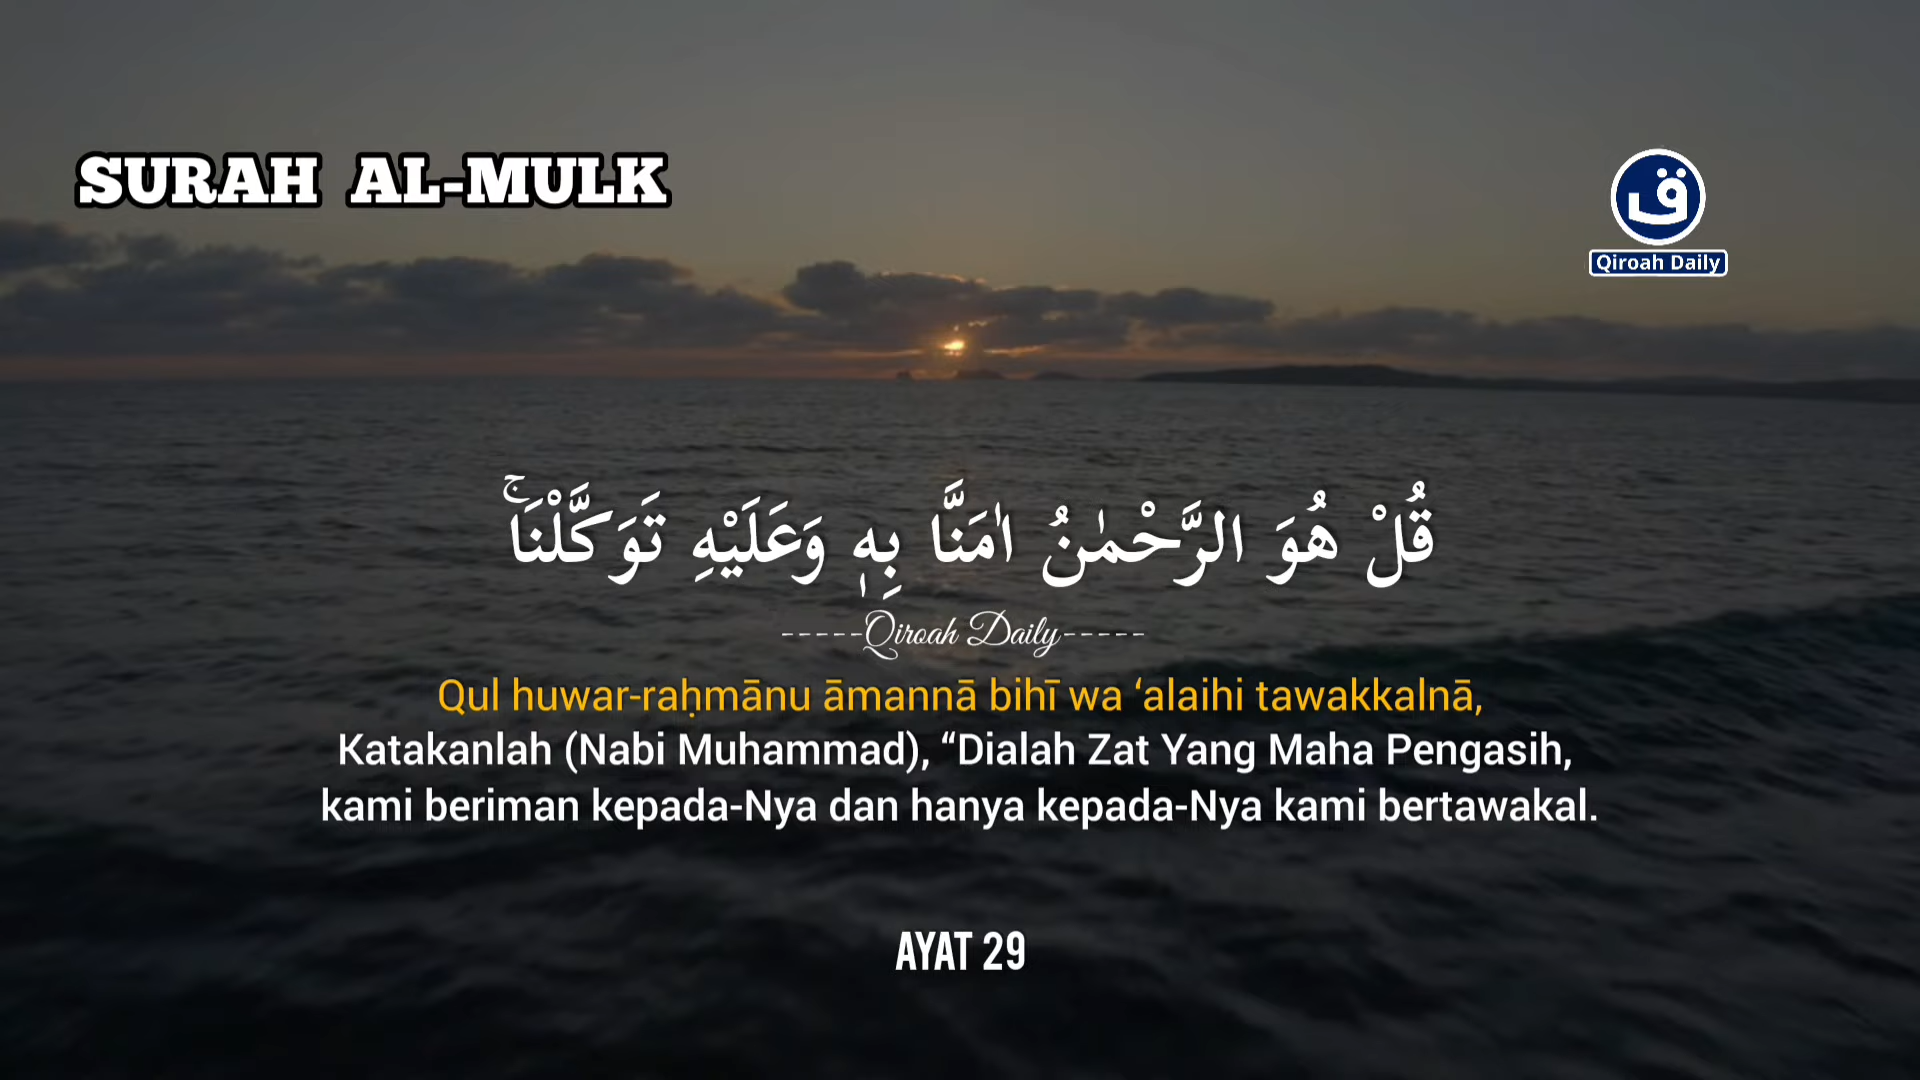 SURAH AL-MULK
ق
Qiroah Daily
قُلْ هُوَ الرَّحْمٰنُ اٰمَنَّا بِهٖ وَعَلَيْهِ تَوَكَّلْنَاۚ
-----Qiroah Daily-----
Qul huwar-raḥmānu āmannā bihī wa ‘alaihi tawakkalnā,
Katakanlah (Nabi Muhammad), “Dialah Zat Yang Maha Pengasih,
kami beriman kepada-Nya dan hanya kepada-Nya kami bertawakal.
AYAT 29